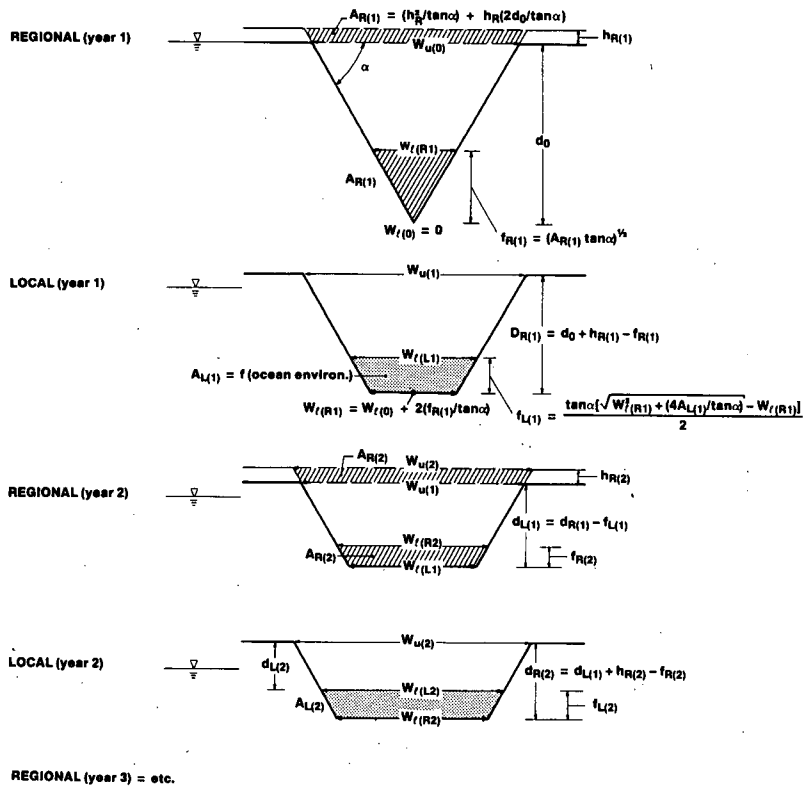 A_R(1) = (h_R²/tanα) + h_R(2d₀/tanα)
REGIONAL (year 1)
h_R(1)
W_u(0)
α
d₀
W_ℓ(R1)
A_R(1)
W_ℓ(0) = 0
f_R(1) = (A_R(1) tanα)^½
LOCAL (year 1)
W_u(1)
D_R(1) = d₀ + h_R(1) – f_R(1)
W_ℓ(L1)
A_L(1) = f (ocean environ.)
W_ℓ(R1) = W_ℓ(0) + 2(f_R(1)/tanα)
f_L(1) = tanα[√W_ℓ²(R1) + (4A_L(1)/tanα) – W_ℓ(R1)] / 2
A_R(2)
W_u(2)
h_R(2)
REGIONAL (year 2)
W_u(1)
d_L(1) = d_R(1) – f_L(1)
W_ℓ(R2)
A_R(2)
f_R(2)
W_ℓ(L1)
LOCAL (year 2)
W_u(2)
d_L(2)
d_R(2) = d_L(1) + h_R(2) – f_R(2)
W_ℓ(L2)
A_L(2)
f_L(2)
W_ℓ(R2)
REGIONAL (year 3) = etc.